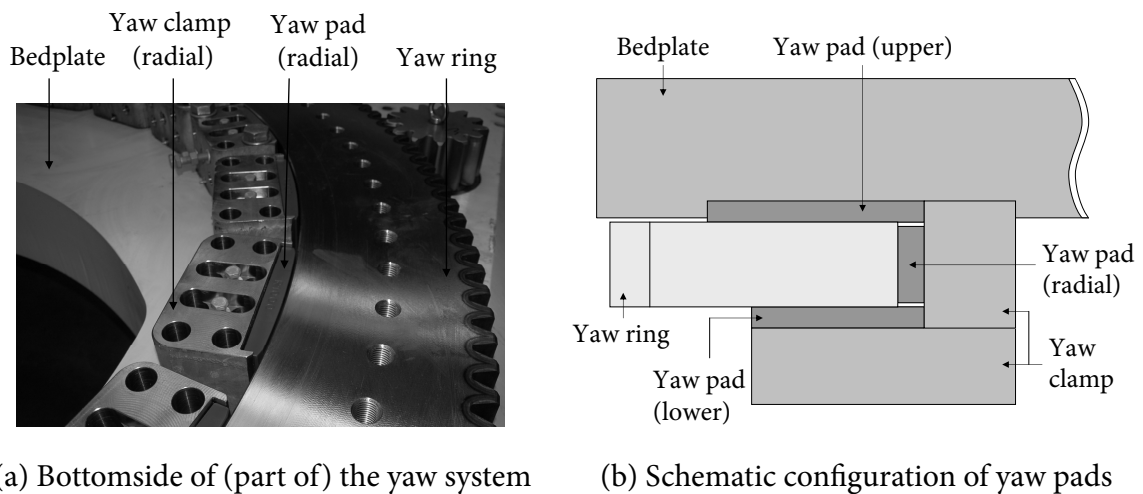 Yaw clamp
(radial)
Yaw pad
(radial)
Bedplate
Yaw ring
Bedplate
Yaw pad (upper)
Yaw pad
(radial)
Yaw ring
Yaw pad
(lower)
Yaw
clamp
(a) Bottomside of (part of) the yaw system
(b) Schematic configuration of yaw pads